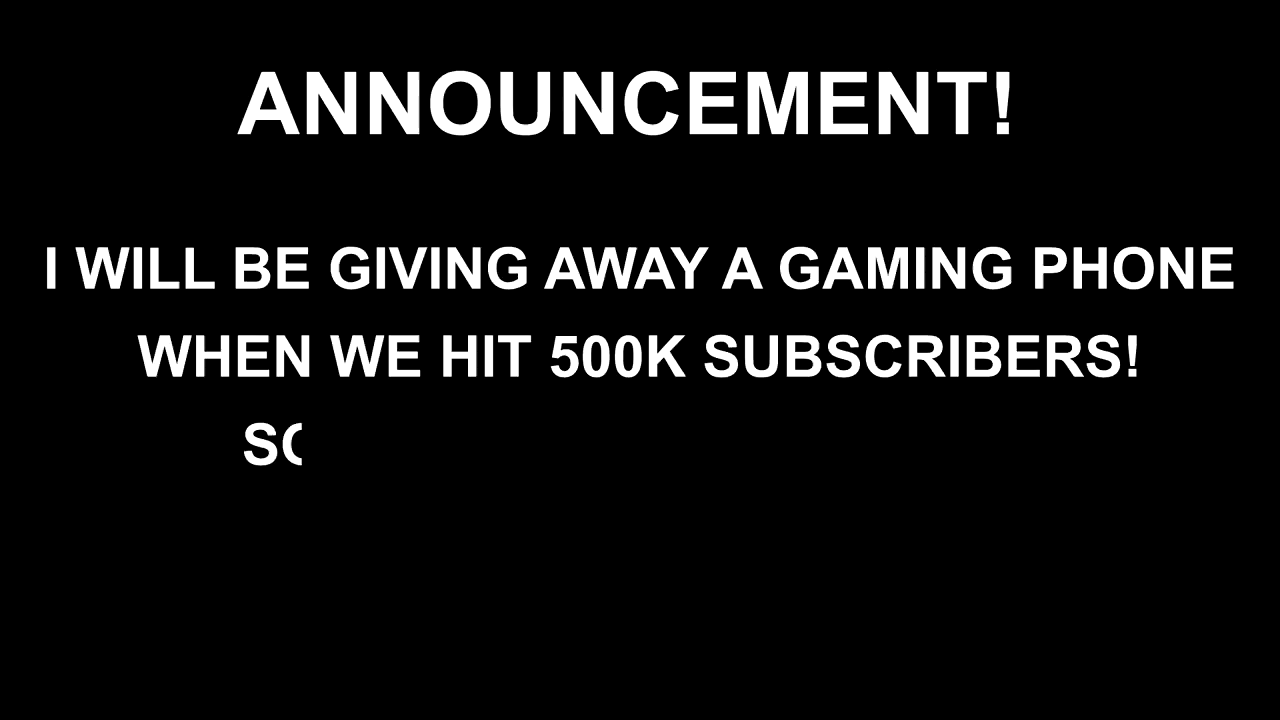 ANNOUNCEMENT!
I WILL BE GIVING AWAY A GAMING PHONE
WHEN WE HIT 500K SUBSCRIBERS!